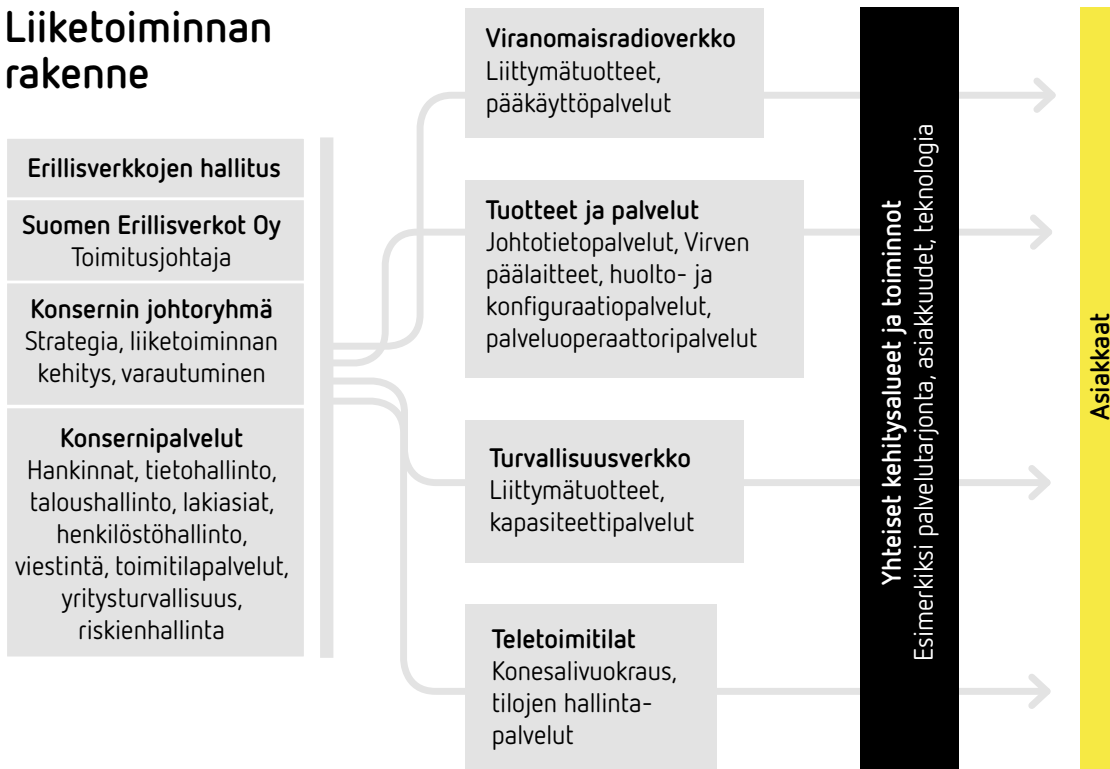 Liiketoiminnan
rakenne
Erillisverkkojen hallitus
Suomen Erillisverkot Oy
Toimitusjohtaja
Konsernin johtoryhmä
Strategia, liiketoiminnan
kehitys, varautuminen
Konsernipalvelut
Hankinnat, tietohallinto,
taloushallinto, lakiasiat,
henkilöstöhallinto,
viestintä, toimitilapalvelut,
yritysturvallisuus,
riskienhallinta
Viranomaisradioverkko
Liittymätuotteet,
pääkäyttöpalvelut
Tuotteet ja palvelut
Johtotietopalvelut, Virven
päälaitteet, huolto- ja
konfiguraatiopalvelut,
palveluoperaattoripalvelut
Turvallisuusverkko
Liittymätuotteet,
kapasiteettipalvelut
Teletoimitilat
Konesalivuokraus,
tilojen hallinta-
palvelut
Yhteiset kehitysalueet ja toiminnot
Esimerkiksi palvelutarjonta, asiakkuudet, teknologia
Asiakkaat